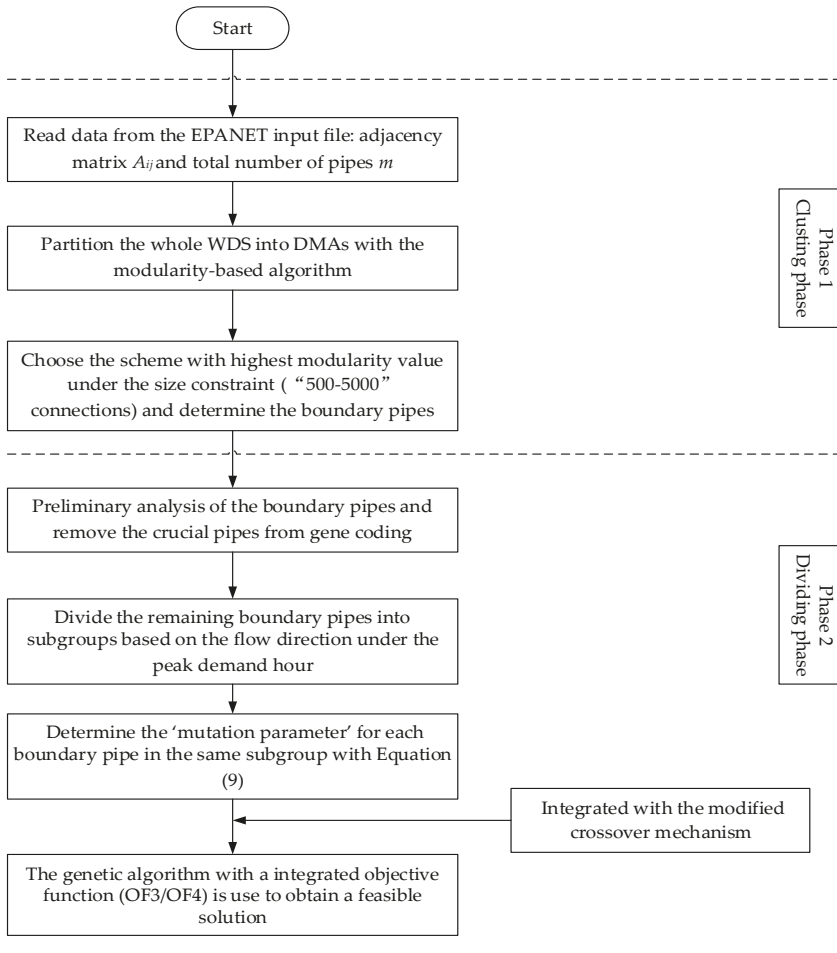 Start
Read data from the EPANET input file: adjacency
matrix Aij and total number of pipes m
Partition the whole WDS into DMAs with the
modularity-based algorithm
Choose the scheme with highest modularity value
under the size constraint ( “500-5000”
connections) and determine the boundary pipes
Phase 1
Clusting phase
Preliminary analysis of the boundary pipes and
remove the crucial pipes from gene coding
Divide the remaining boundary pipes into
subgroups based on the flow direction under the
peak demand hour
Phase 2
Dividing phase
Determine the ‘mutation parameter’ for each
boundary pipe in the same subgroup with Equation
(9)
Integrated with the modified
crossover mechanism
The genetic algorithm with a integrated objective
function (OF3/OF4) is use to obtain a feasible
solution